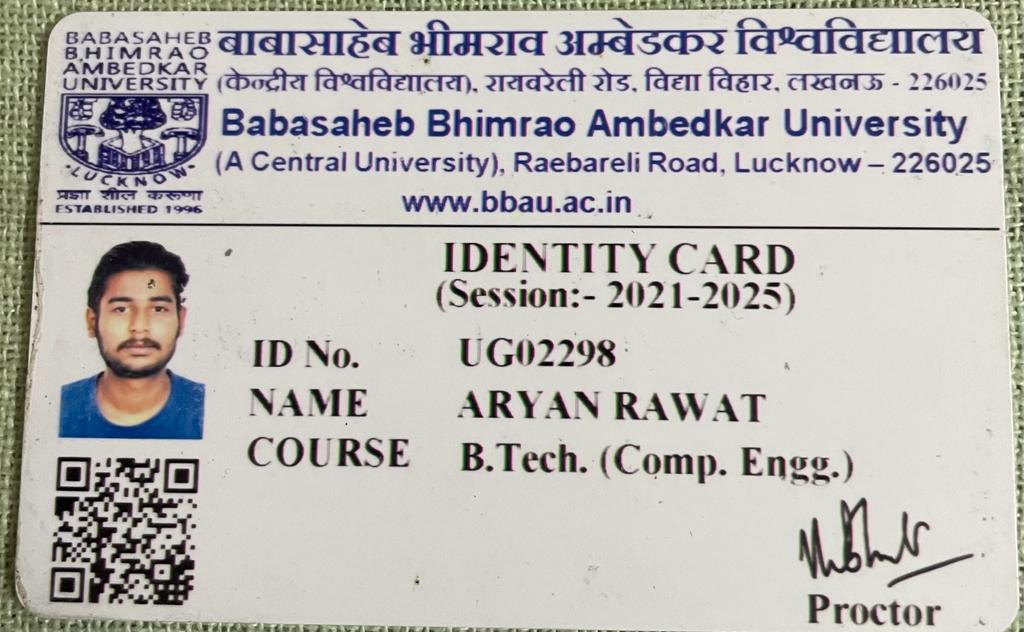 BABASAHEB
BHIMRAO
AMBEDKAR
UNIVERSITY
LUCKNOW
प्रज्ञा शील करूणा
ESTABLISHED 1996
बाबासाहेब भीमराव अम्बेडकर विश्वविद्यालय
(केन्द्रीय विश्वविद्यालय), रायवरेली रोड, विद्या विहार, लखनऊ - 226025
Babasaheb Bhimrao Ambedkar University
(A Central University), Raebareli Road, Lucknow – 226025
www.bbau.ac.in
IDENTITY CARD
(Session:- 2021-2025)
ID No. UG02298
NAME ARYAN RAWAT
COURSE B.Tech. (Comp. Engg.)
Proctor